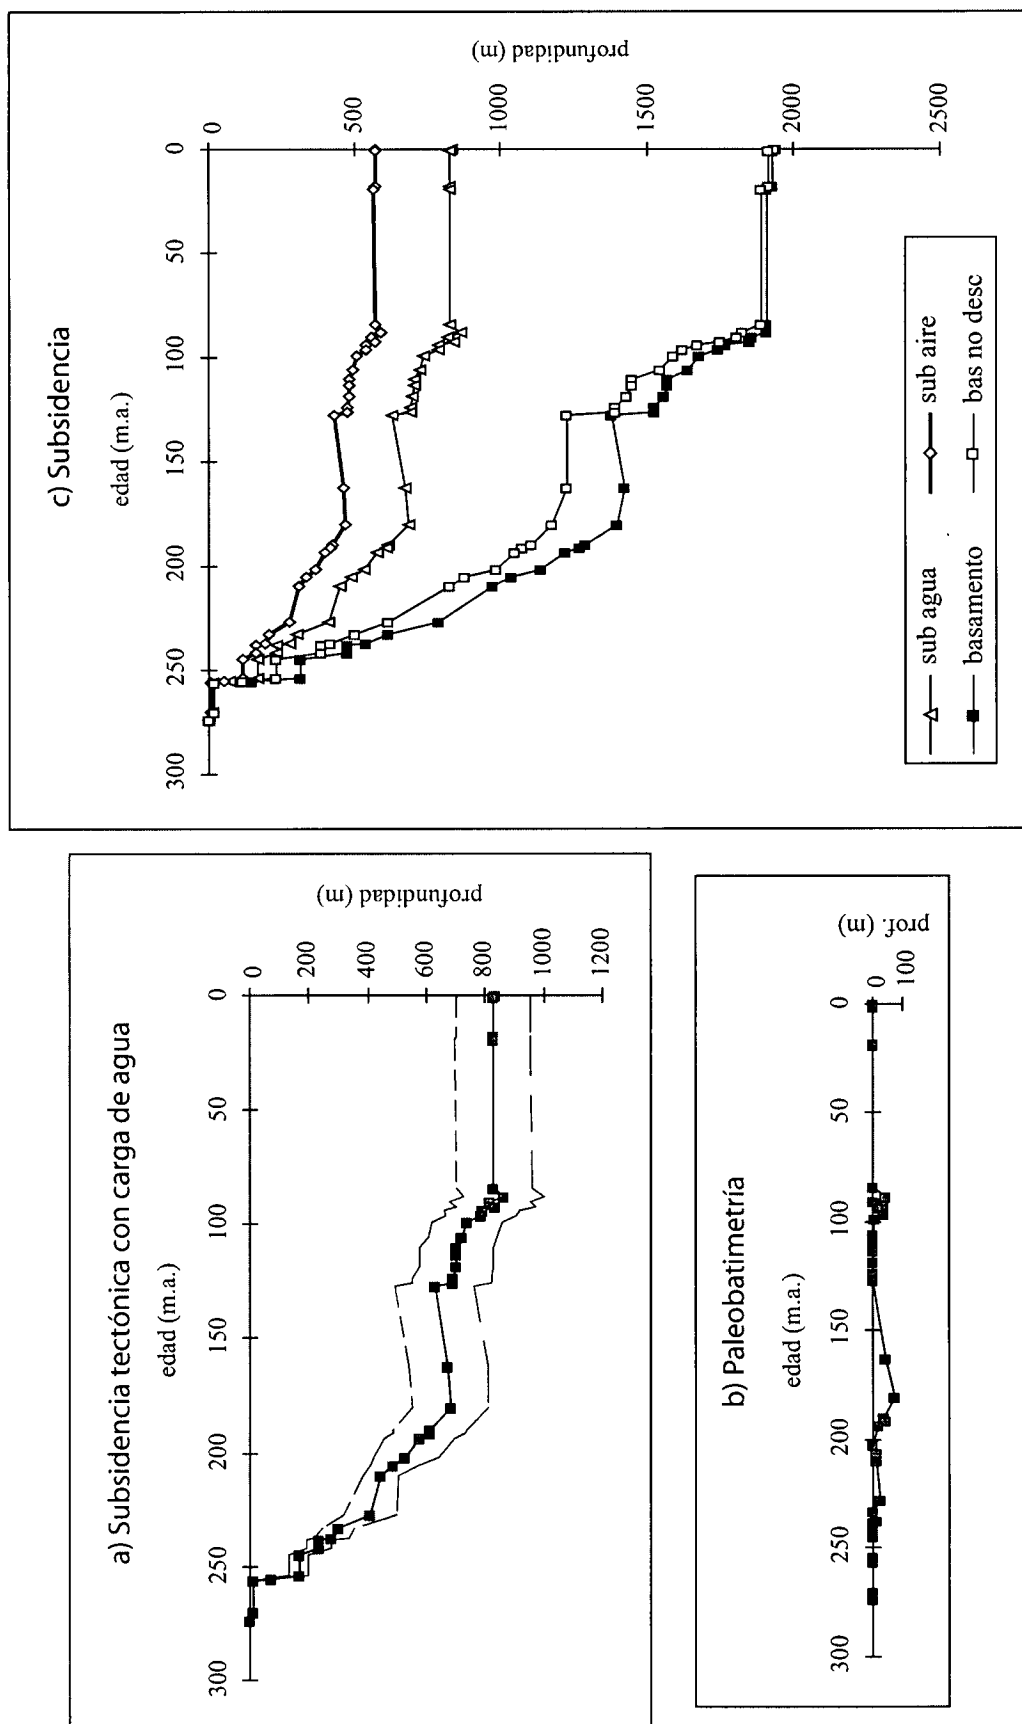 a) Subsidencia tectónica con carga de agua
edad (m.a.)
300
250
200
150
100
50
0
0
200
400
600
800
1000
1200
profundidad (m)
b) Paleobatimetría
edad (m.a.)
300
250
200
150
100
50
0
0
100
prof. (m)
c) Subsidencia
edad (m.a.)
300
250
200
150
100
50
0
0
500
1000
1500
2000
2500
profundidad (m)
sub agua
sub aire
basamento
bas no desc